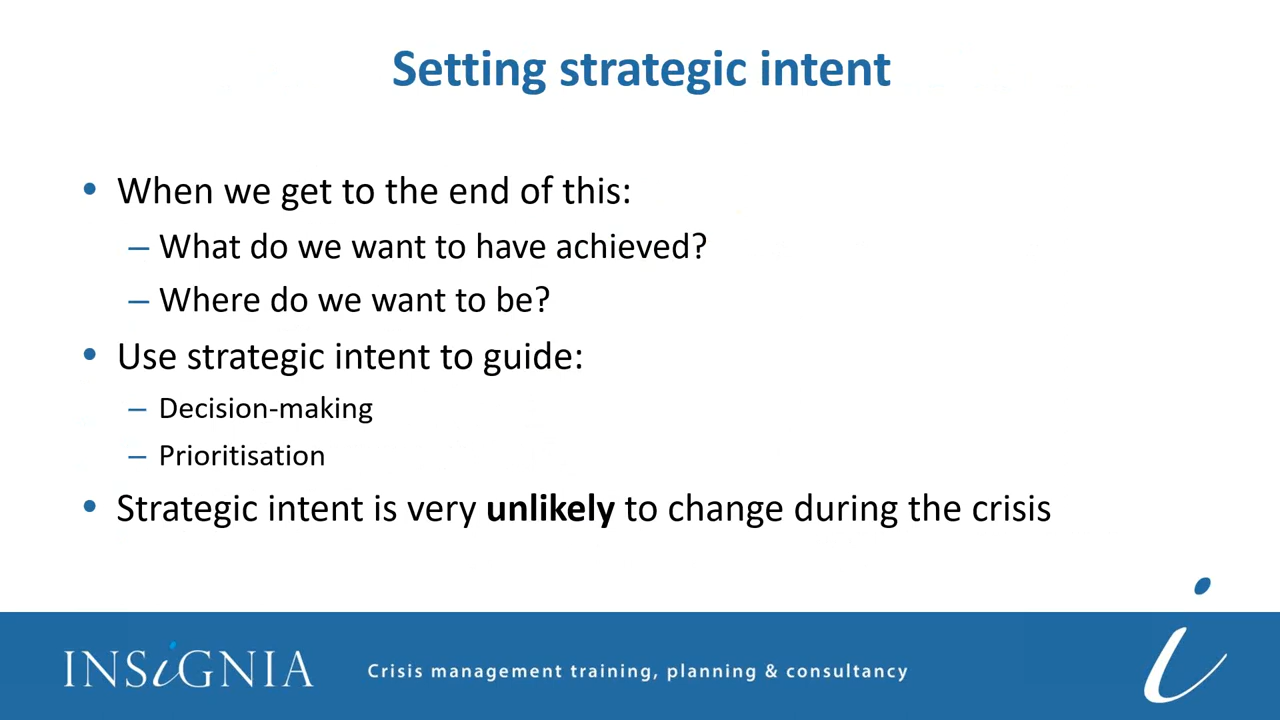 Setting strategic intent
• When we get to the end of this:
– What do we want to have achieved?
– Where do we want to be?
• Use strategic intent to guide:
– Decision-making
– Prioritisation
• Strategic intent is very unlikely to change during the crisis
INSiGNIA
Crisis management training, planning & consultancy
i